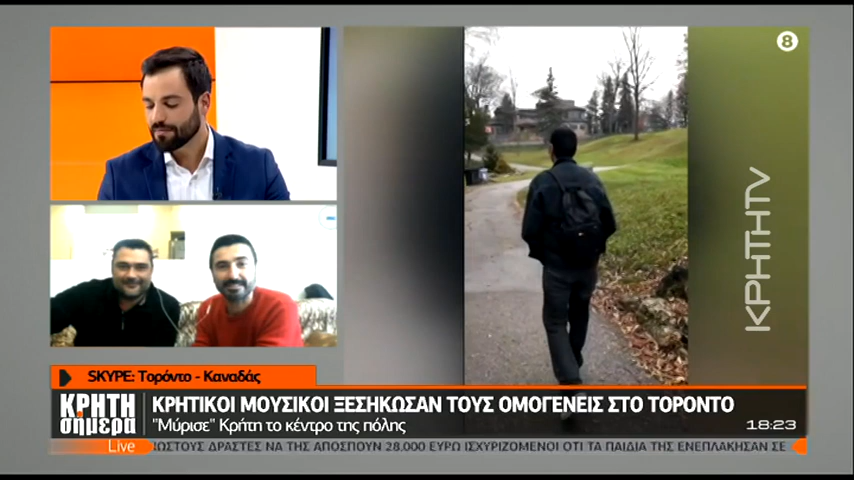 8
ΚΡΗΤΗTV
SKYPE: Τορόντο - Καναδάς
ΚΡΗΤΗ σήμερα
ΚΡΗΤΙΚΟΙ ΜΟΥΣΙΚΟΙ ΞΕΣΗΚΩΣΑΝ ΤΟΥΣ ΟΜΟΓΕΝΕΙΣ ΣΤΟ ΤΟΡΟΝΤΟ
"Μύρισε" Κρήτη το κέντρο της πόλης
18:23
Live
ΩΣΤΟΥΣ ΔΡΑΣΤΕΣ ΝΑ ΤΗΣ ΑΠΟΣΠΟΥΝ 28.000 ΕΥΡΩ ΙΣΧΥΡΙΖΟΜΕΝΟΙ ΟΤΙ ΤΑ ΠΑΙΔΙΑ ΤΗΣ ΕΝΕΠΛΑΚΗΣΑΝ ΣΕ